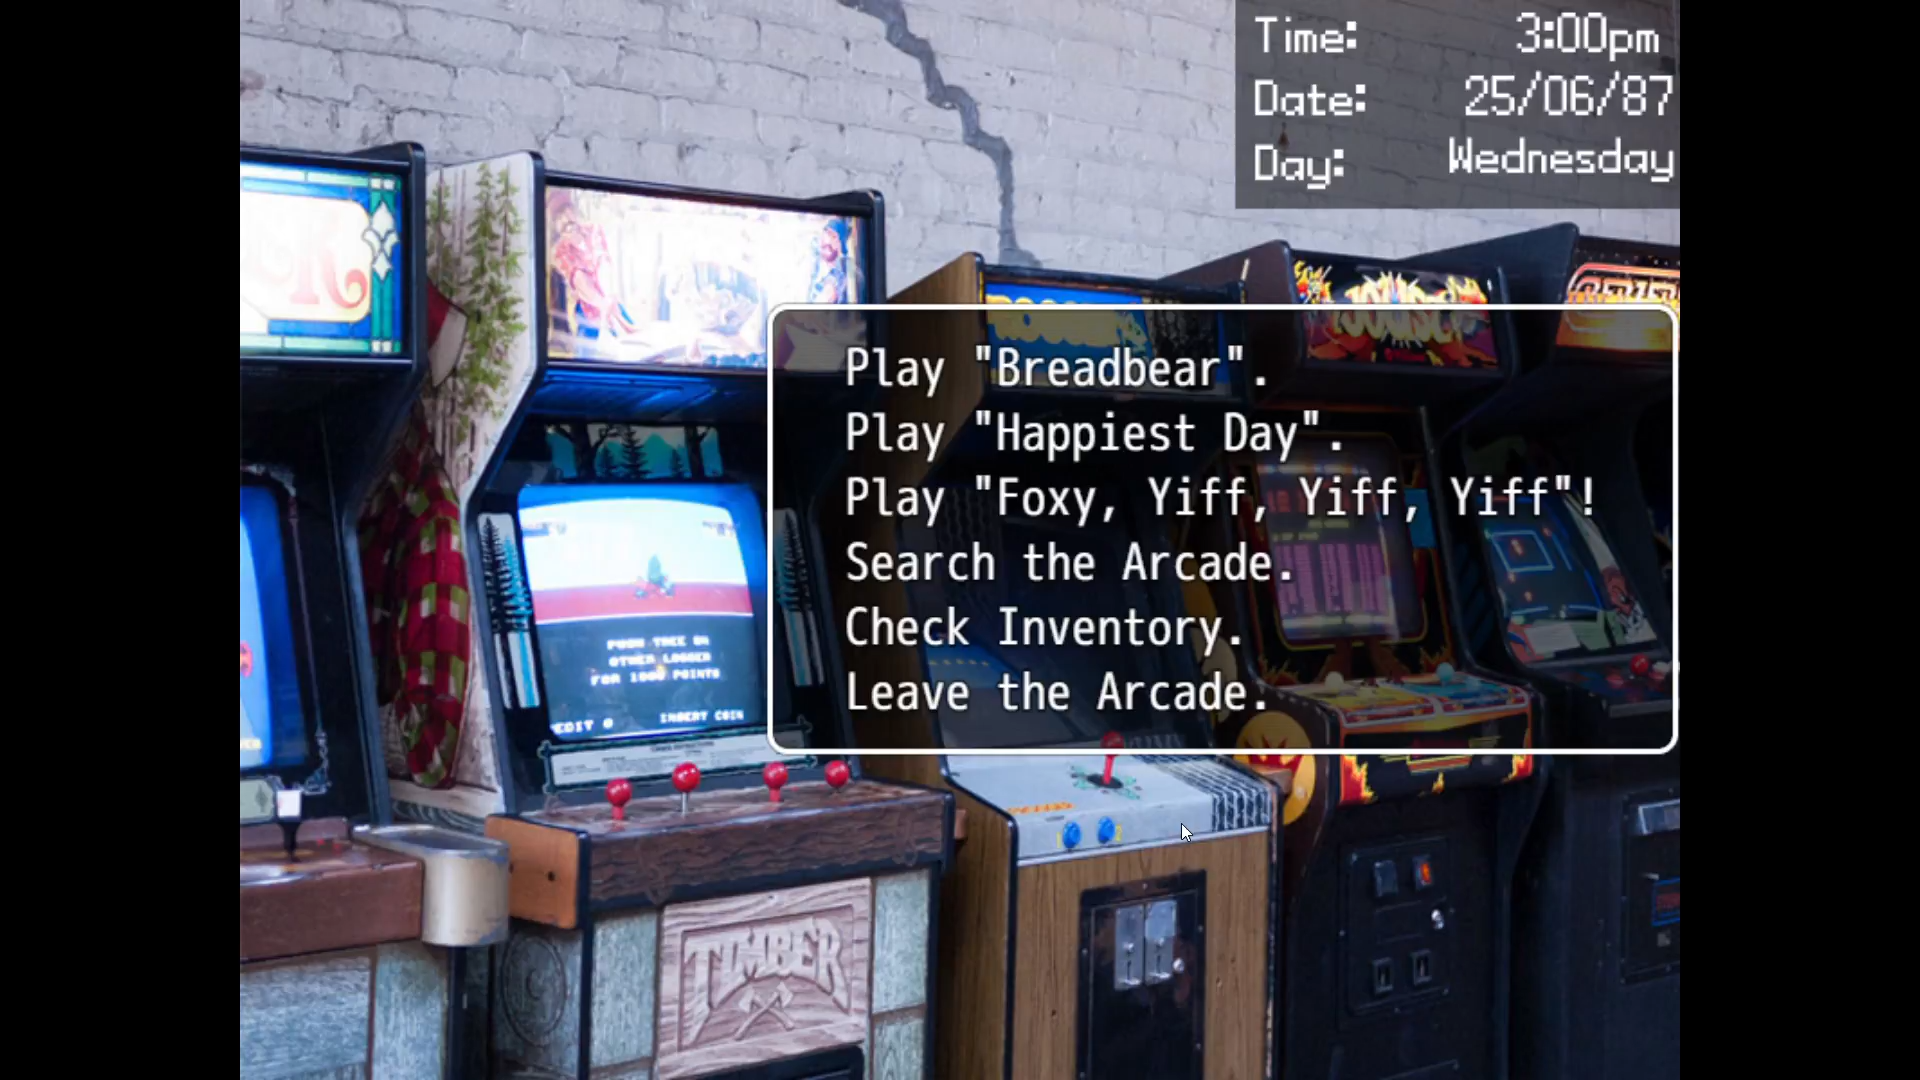 Time: 3:00pm
Date: 25/06/87
Day: Wednesday
JOUST
Play "Breadbear".
Play "Happiest Day".
Play "Foxy, Yiff, Yiff, Yiff"!
Search the Arcade.
Check Inventory.
Leave the Arcade.
PUSH TREE ON
OTHER LOGGER
FOR 1000 POINTS
INSERT COIN
TIMBER